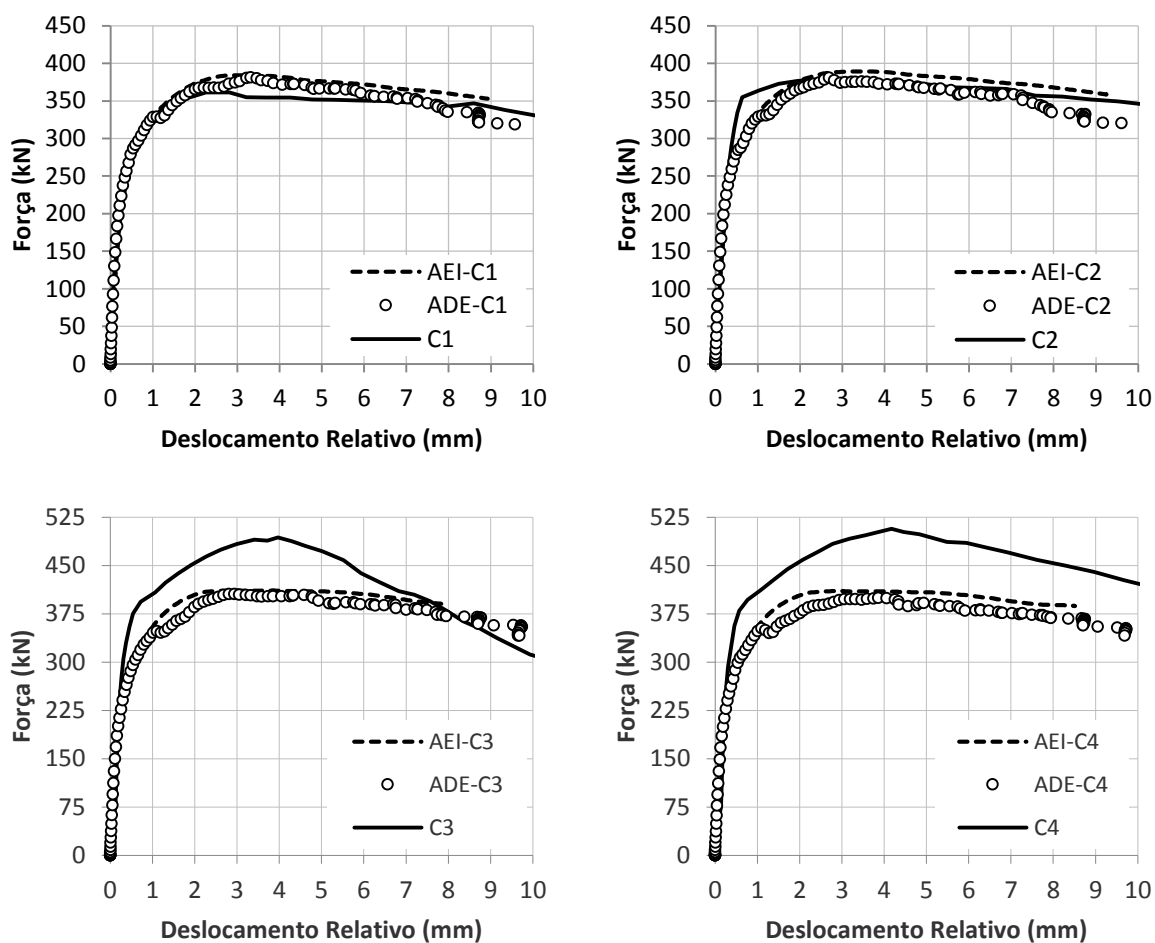 450
400
350
300
250
200
150
100
50
0
Força (kN)
AEI-C1
ADE-C1
C1
0 1 2 3 4 5 6 7 8 9 10
Deslocamento Relativo (mm)
450
400
350
300
250
200
150
100
50
0
Força (kN)
AEI-C2
ADE-C2
C2
0 1 2 3 4 5 6 7 8 9 10
Deslocamento Relativo (mm)
525
450
375
300
225
150
75
0
Força (kN)
AEI-C3
ADE-C3
C3
0 1 2 3 4 5 6 7 8 9 10
Deslocamento Relativo (mm)
525
450
375
300
225
150
75
0
Força (kN)
AEI-C4
ADE-C4
C4
0 1 2 3 4 5 6 7 8 9 10
Deslocamento Relativo (mm)